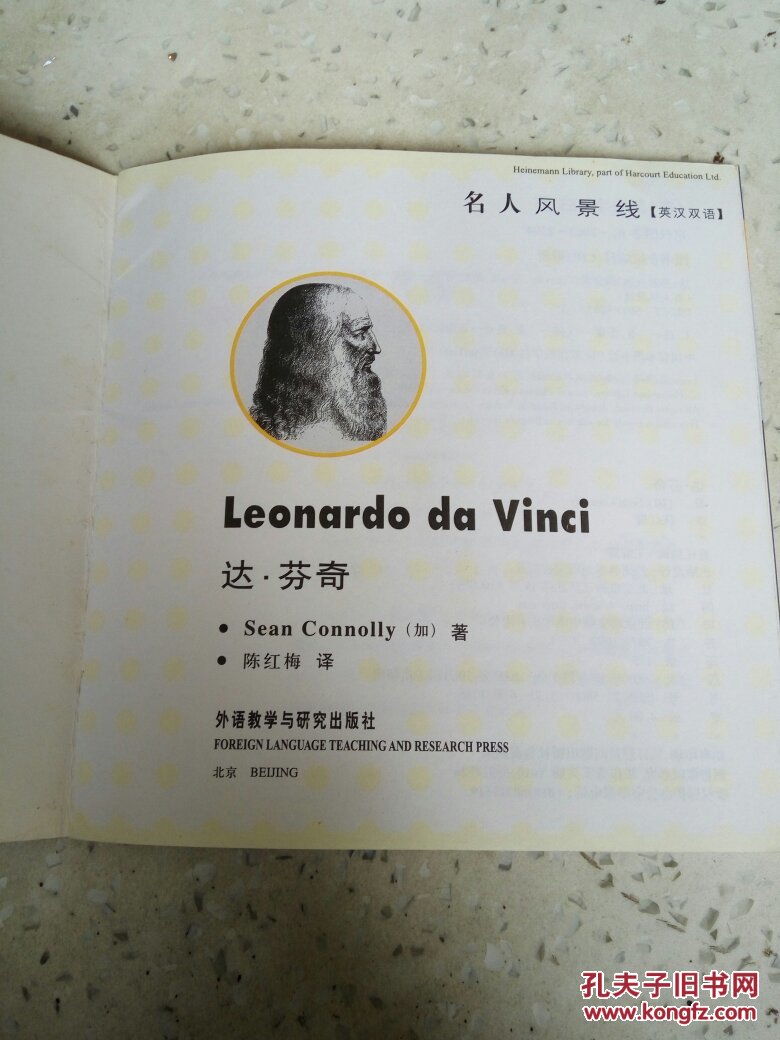 Heinemann Library, part of Harcourt Education Ltd.
名人风景线【英汉双语】
Leonardo da Vinci
达·芬奇
• Sean Connolly（加）著
• 陈红梅 译
外语教学与研究出版社
FOREIGN LANGUAGE TEACHING AND RESEARCH PRESS
北京 BEIJING
孔夫子旧书网
www.kongfz.com